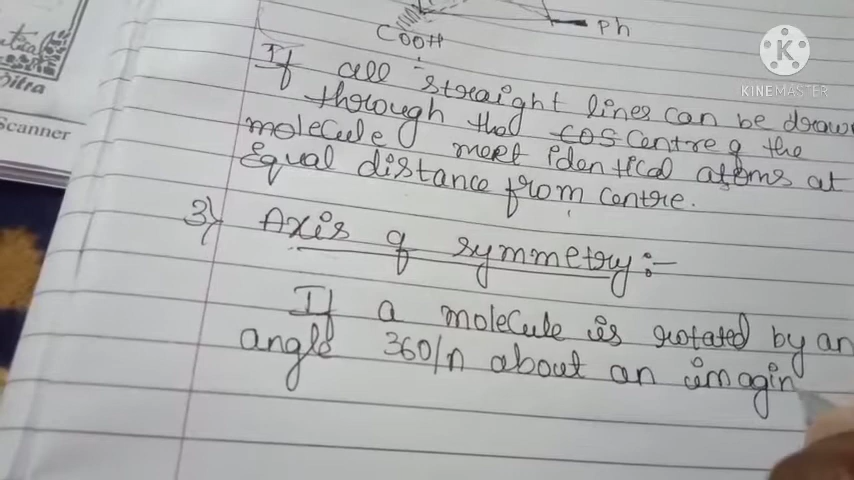 Ph
COOH
If all straight lines can be drawn
through the cos centre of the
molecule meet identical atoms at
Equal distance from centre.
3) Axis of symmetry:-
If a molecule is rotated by an
angle 360/n about an imagin
Scanner
K
KINEMASTER